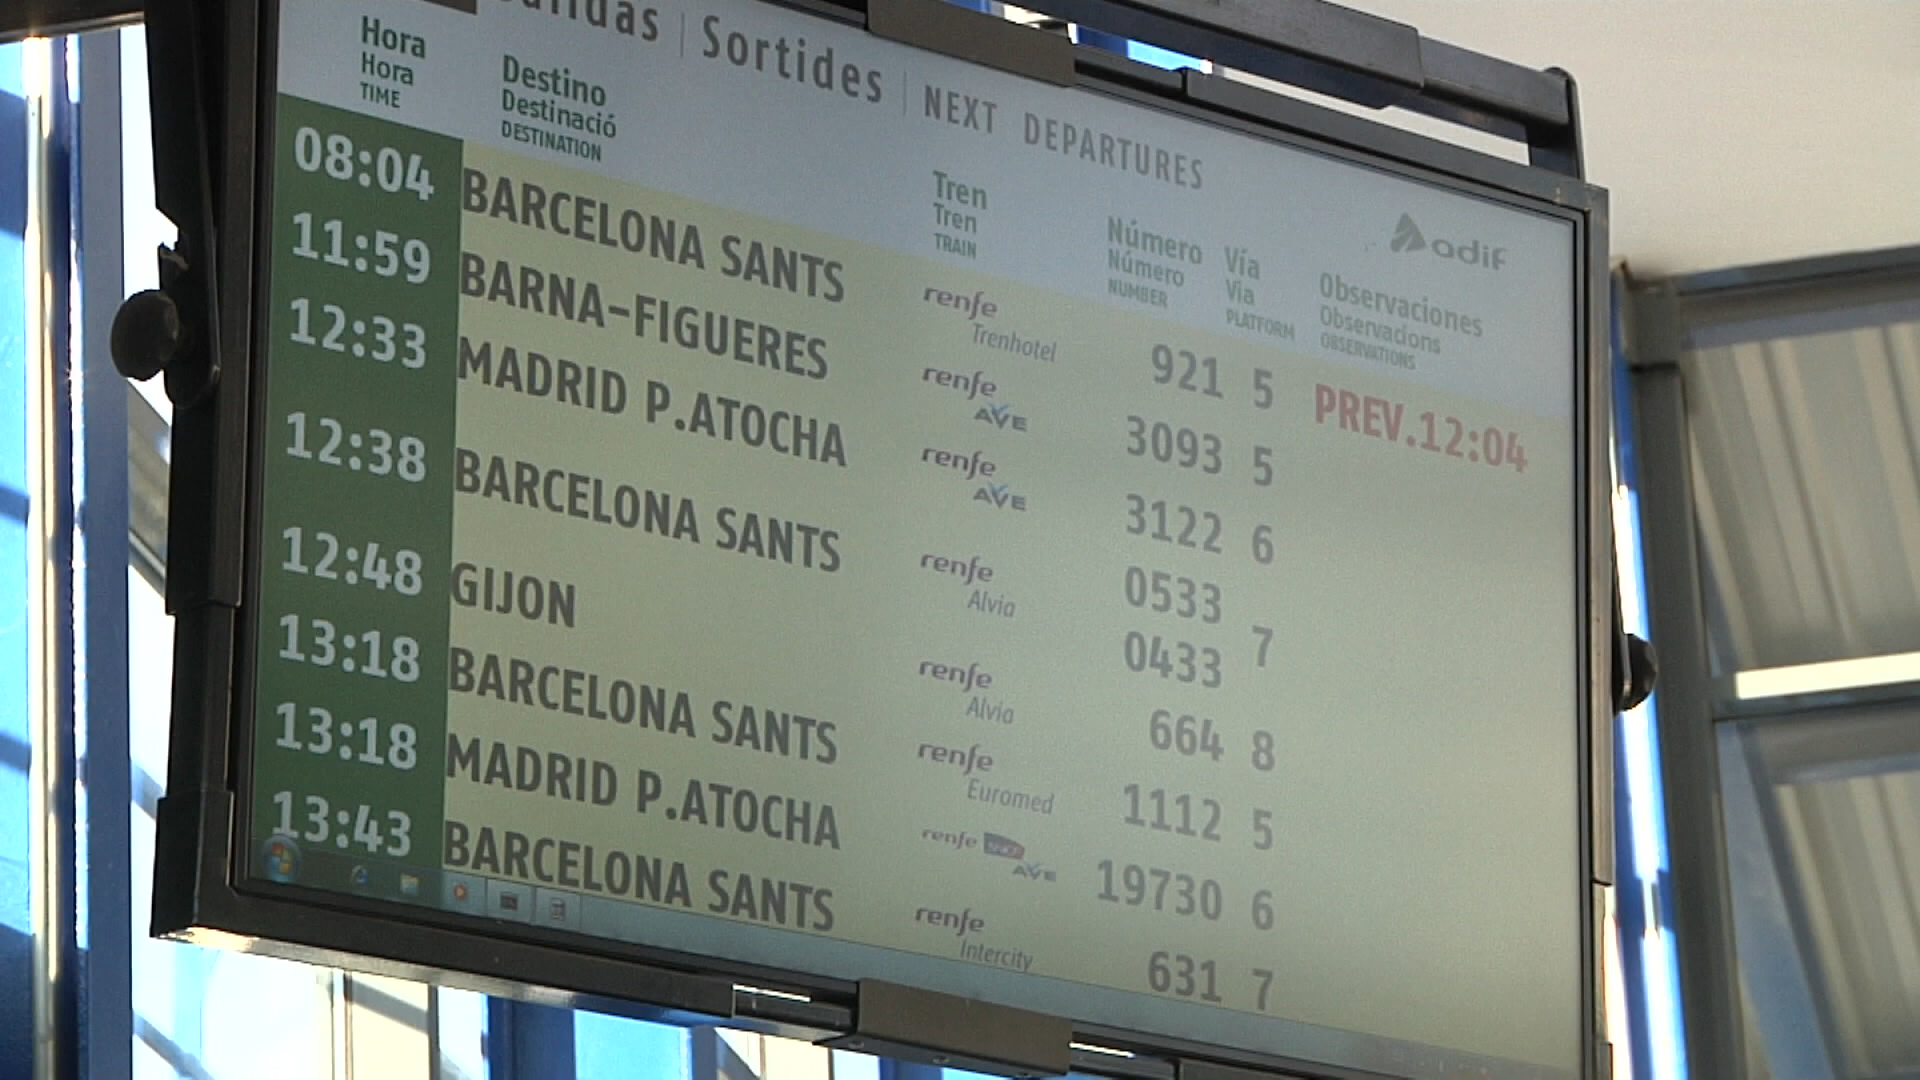 Salidas | Sortides | NEXT DEPARTURES
adif
Hora Destino Tren Número Vía Observaciones
Hora Destinació Tren Número Via Observacions
TIME DESTINATION TRAIN NUMBER PLATFORM OBSERVATIONS
08:04 BARCELONA SANTS renfe Trenhotel 921 5 PREV.12:04
11:59 BARNA-FIGUERES renfe AVE 3093 5
12:33 MADRID P.ATOCHA renfe AVE 3122 6
12:38 BARCELONA SANTS renfe Alvia 0533 0433 7
12:48 GIJON renfe Alvia 664 8
13:18 BARCELONA SANTS renfe Euromed 1112 5
13:18 MADRID P.ATOCHA renfe SNCF AVE 19730 6
13:43 BARCELONA SANTS renfe Intercity 631 7